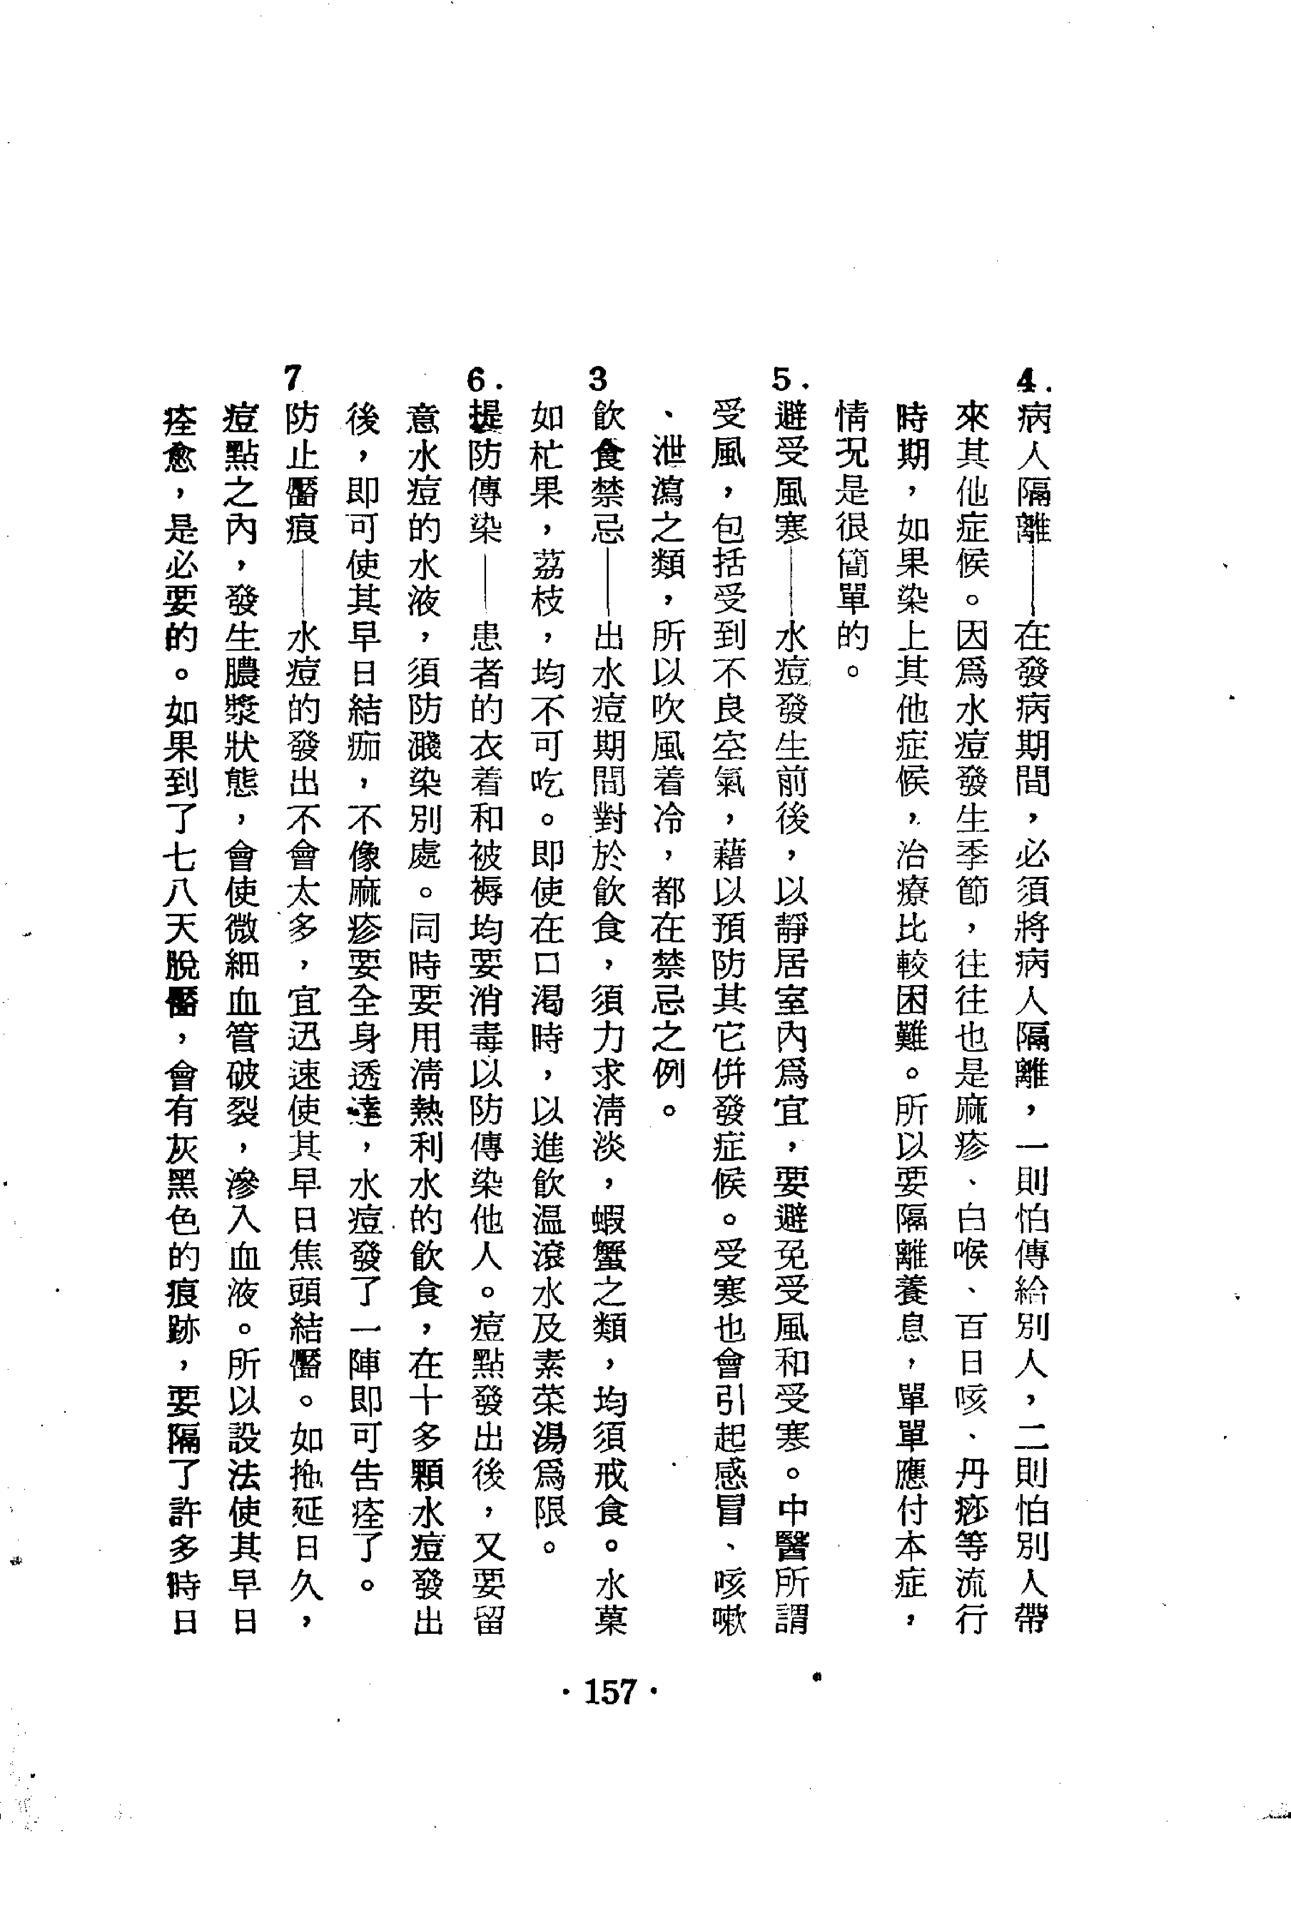 4.病人隔離——在發病期間，必須將病人隔離，一則怕傳給別人，二則怕別人帶
來其他症候。因爲水痘發生季節，往往也是麻疹、白喉、百日咳、丹痧等流行
時期，如果染上其他症候，治療比較困難。所以要隔離養息，單單應付本症，
情況是很簡單的。
5.避受風寒——水痘發生前後，以靜居室內爲宜，要避免受風和受寒。中醫所謂
受風，包括受到不良空氣，藉以預防其它併發症候。受寒也會引起感冒、咳嗽
、泄瀉之類，所以吹風着冷，都在禁忌之例。
3飲食禁忌——出水痘期間對於飲食，須力求清淡，蝦蟹之類，均須戒食。水菓
如杧果，荔枝，均不可吃。即使在口渴時，以進飲温滾水及素菜湯爲限。
6.提防傳染——患者的衣着和被褥均要消毒以防傳染他人。痘點發出後，又要留
意水痘的水液，須防濺染別處。同時要用清熱利水的飲食，在十多顆水痘發出
後，即可使其早日結痂，不像麻疹要全身透達，水痘發了一陣即可告痊了。
7防止靨痕——水痘的發出不會太多，宜迅速使其早日焦頭結靨。如拖延日久，
痘點之內，發生膿漿狀態，會使微細血管破裂，滲入血液。所以設法使其早日
痊愈，是必要的。如果到了七八天脫靨，會有灰黑色的痕跡，要隔了許多時日
·157·